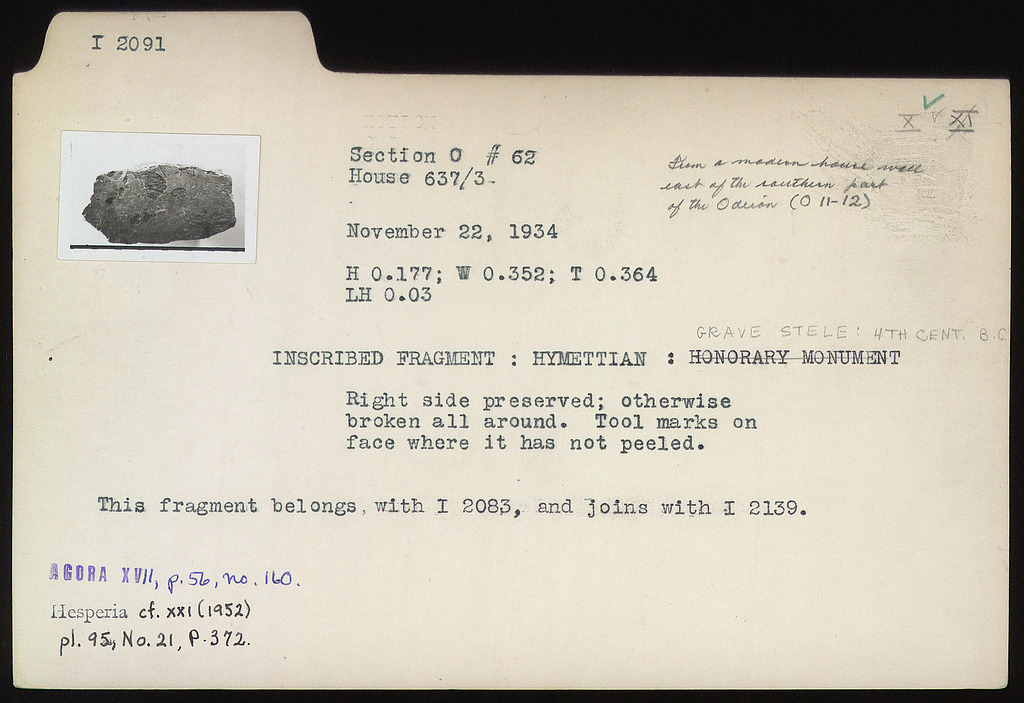 I 2091
X XI
Section O # 62
House 637/3.
From a modern house wall
east of the southern part
of the Odeion (O 11-12)
November 22, 1934
H 0.177; W 0.352; T 0.364
LH 0.03
GRAVE STELE: 4TH CENT. B.C.
INSCRIBED FRAGMENT : HYMETTIAN : HONORARY MONUMENT
Right side preserved; otherwise
broken all around. Tool marks on
face where it has not peeled.
This fragment belongs with I 2083, and joins with I 2139.
AGORA XVII, p. 56, no. 160.
Hesperia cf. XXI (1952)
pl. 95, No. 21, P. 372.